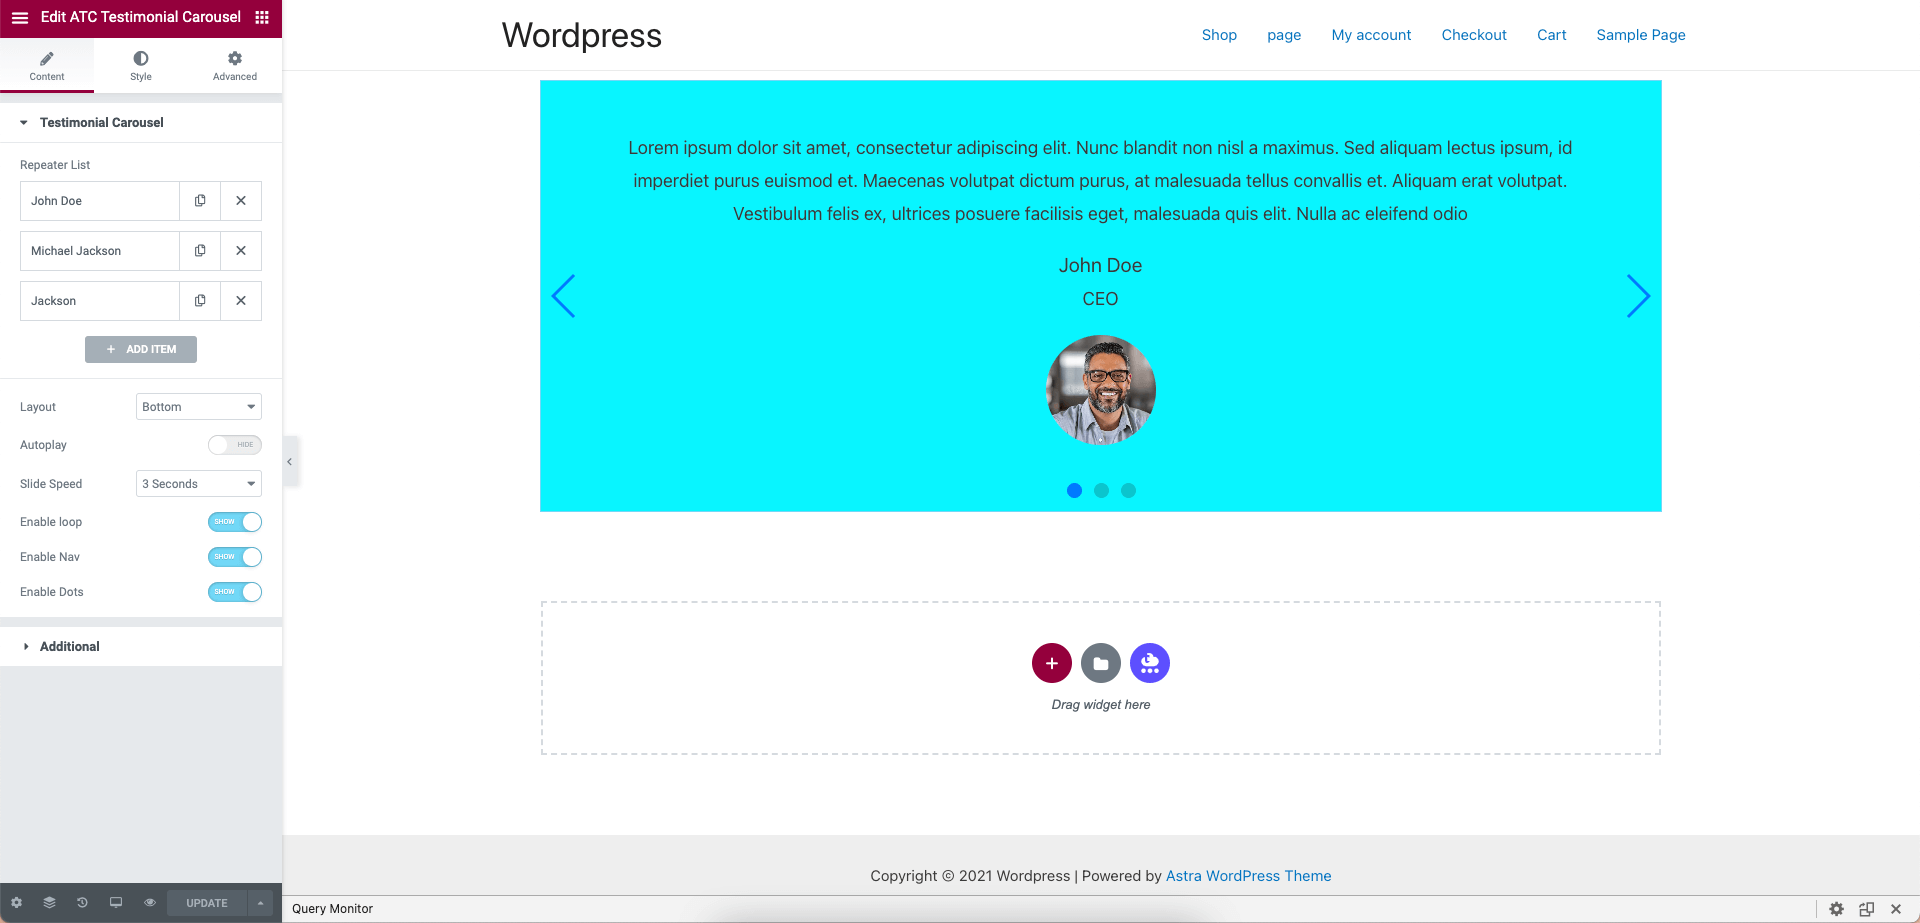 Edit ATC Testimonial Carousel
Content
Style
Advanced
Testimonial Carousel
Repeater List
John Doe
Michael Jackson
Jackson
+ ADD ITEM
Layout
Bottom
Autoplay
HIDE
Slide Speed
3 Seconds
Enable loop
SHOW
Enable Nav
SHOW
Enable Dots
SHOW
Additional
UPDATE
Wordpress
Shop
page
My account
Checkout
Cart
Sample Page
Lorem ipsum dolor sit amet, consectetur adipiscing elit. Nunc blandit non nisl a maximus. Sed aliquam lectus ipsum, id
imperdiet purus euismod et. Maecenas volutpat dictum purus, at malesuada tellus convallis et. Aliquam erat volutpat.
Vestibulum felis ex, ultrices posuere facilisis eget, malesuada quis elit. Nulla ac eleifend odio
John Doe
CEO
Drag widget here
Copyright © 2021 Wordpress | Powered by Astra WordPress Theme
Query Monitor